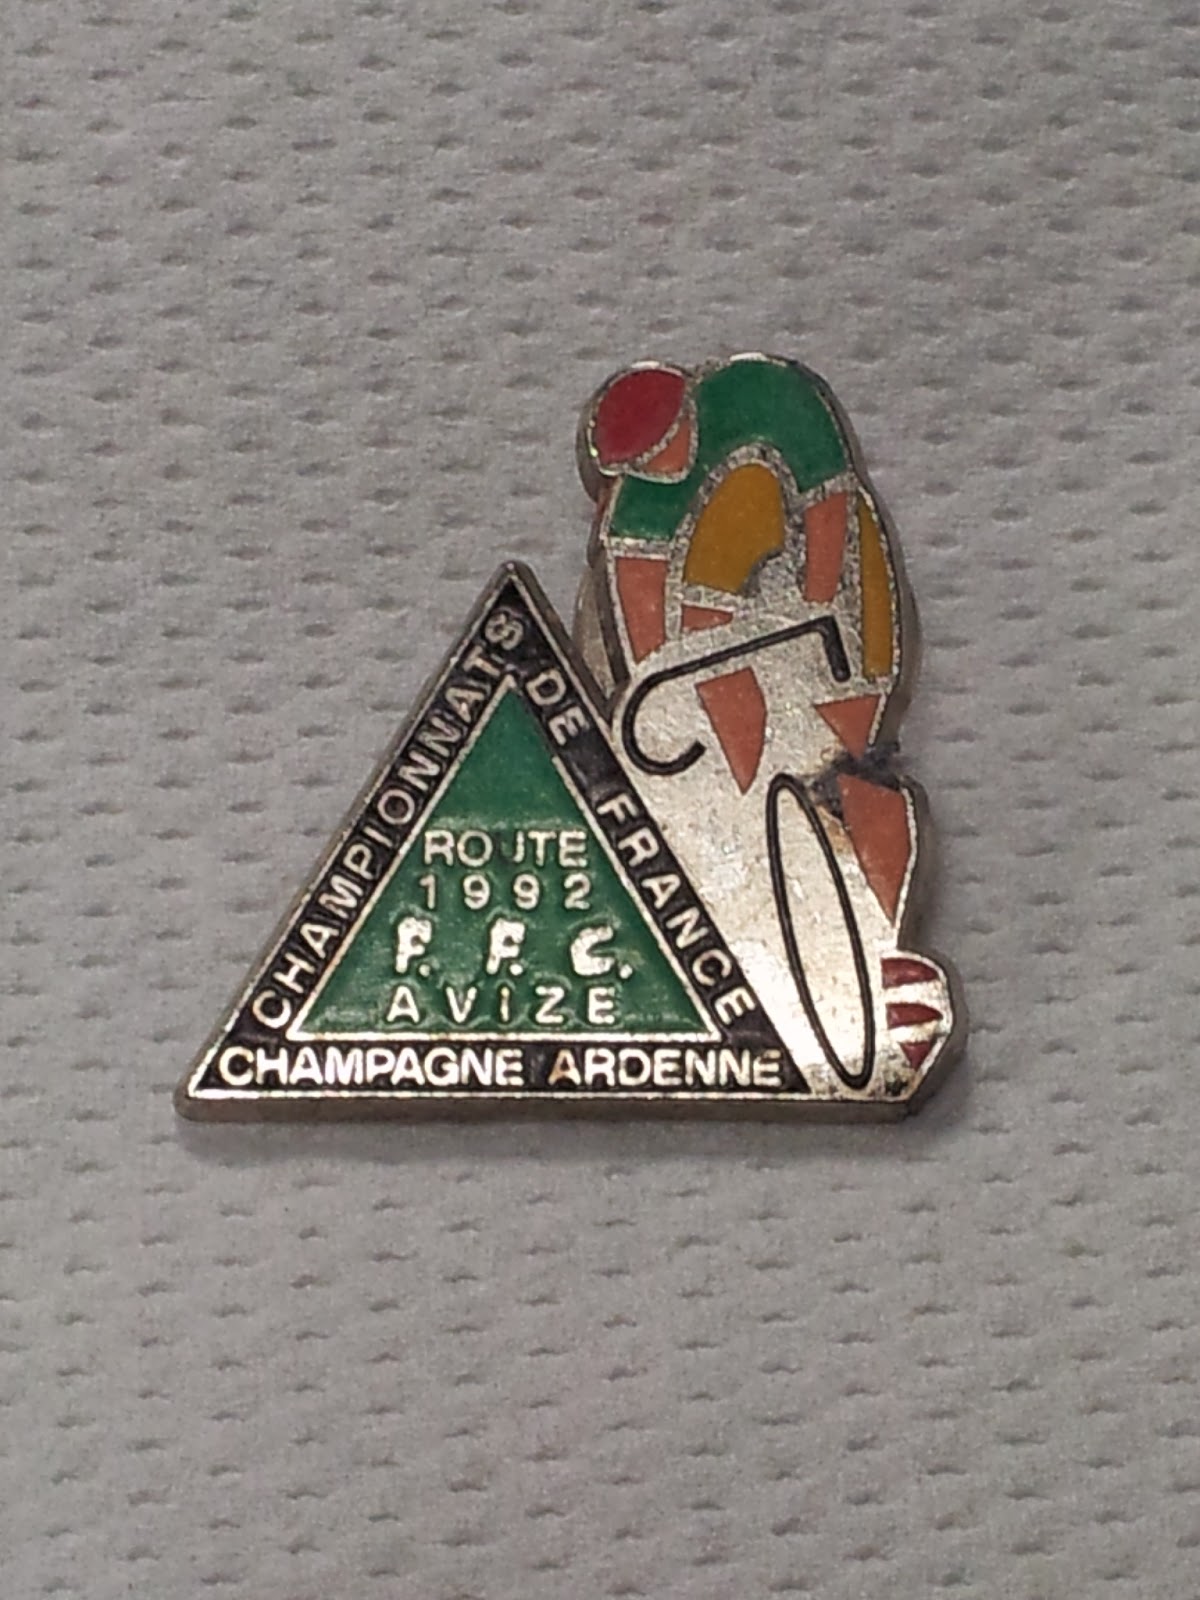 CHAMPIONNATS DE FRANCE
ROUTE
1992
F. F. C.
AVIZE
CHAMPAGNE ARDENNE